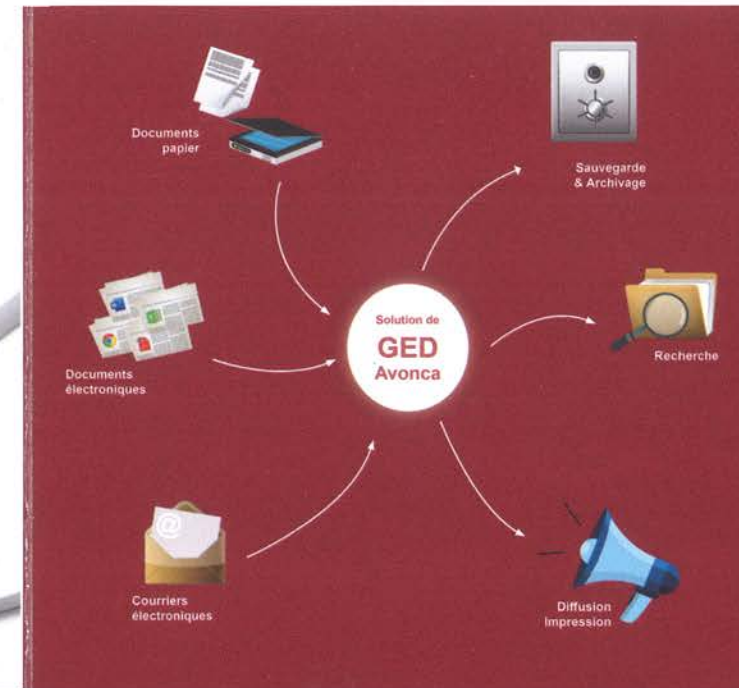 Documents
papier
Sauvegarde
& Archivage
Solution de
GED
Avonca
Documents
électroniques
Recherche
@
Courriers
électroniques
Diffusion
Impression